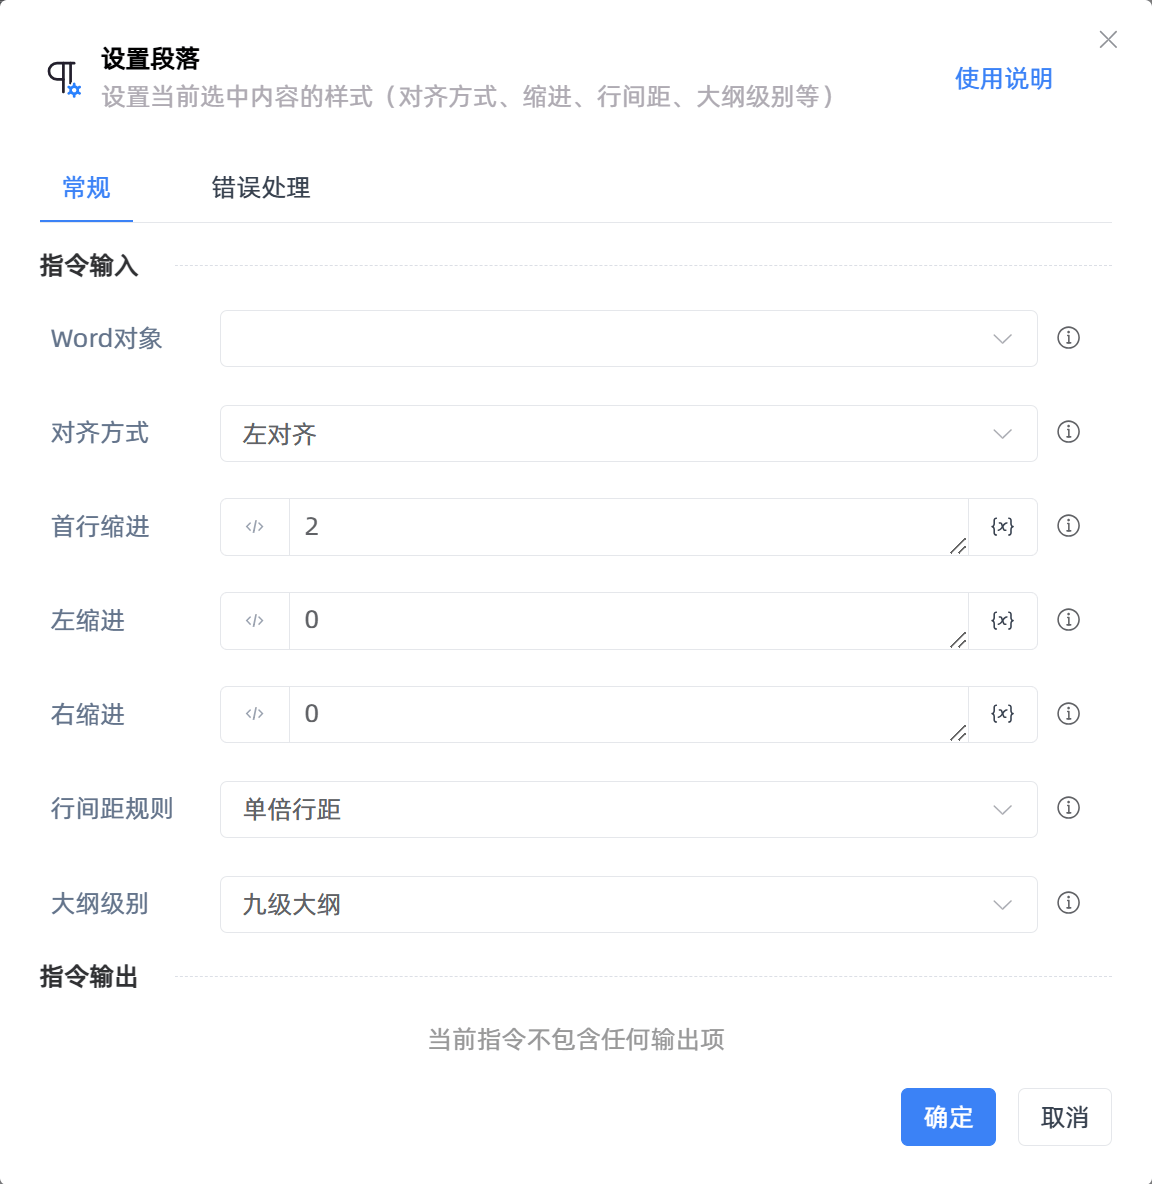 设置段落
设置当前选中内容的样式（对齐方式、缩进、行间距、大纲级别等）
使用说明
常规
错误处理
指令输入
Word对象
对齐方式
左对齐
首行缩进
</>
2
{x}
左缩进
</>
0
{x}
右缩进
</>
0
{x}
行间距规则
单倍行距
大纲级别
九级大纲
指令输出
当前指令不包含任何输出项
确定
取消